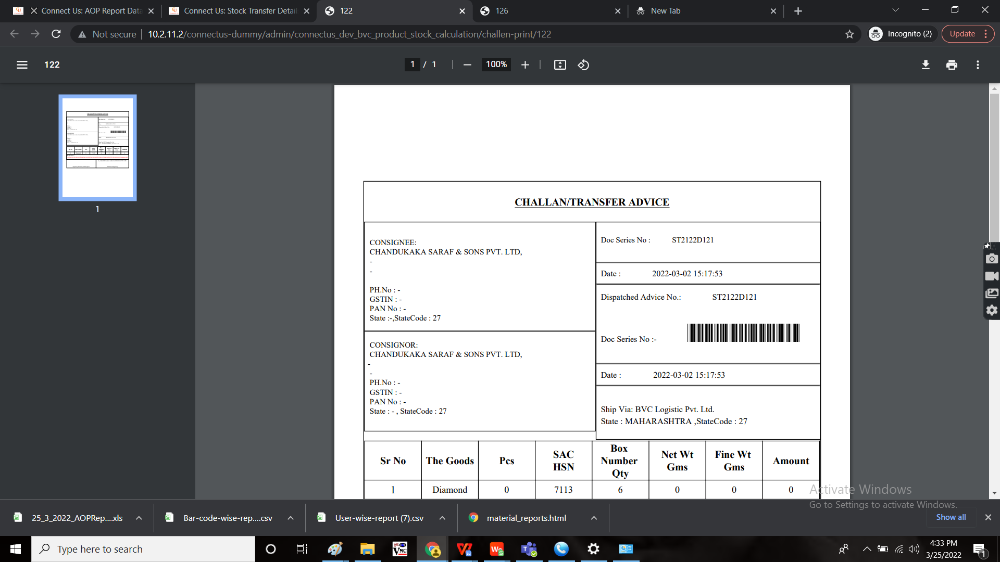 Connect Us: AOP Report Data
Connect Us: Stock Transfer Detail
122
126
New Tab
Not secure
10.2.11.2/connectus-dummy/admin/connectus_dev_bvc_product_stock_calculation/challen-print/122
Incognito (2)
Update
122
1 / 1
100%
1
CHALLAN/TRANSFER ADVICE
CONSIGNEE:
CHANDUKAKA SARAF & SONS PVT. LTD,
-
-
PH.No : -
GSTIN : -
PAN No : -
State :-,StateCode : 27
CONSIGNOR:
CHANDUKAKA SARAF & SONS PVT. LTD,
-
-
PH.No : -
GSTIN : -
PAN No : -
State : - , StateCode : 27
Doc Series No : ST2122D121
Date : 2022-03-02 15:17:53
Dispatched Advice No.: ST2122D121
Doc Series No :-
Date : 2022-03-02 15:17:53
Ship Via: BVC Logistic Pvt. Ltd.
State : MAHARASHTRA ,StateCode : 27
Sr No The Goods Pcs SAC HSN Box Number Qty Net Wt Gms Fine Wt Gms Amount
1 Diamond 0 7113 6 0 0 0
Activate Windows
Go to Settings to activate Windows.
25_3_2022_AOPRep....xls
Bar-code-wise-rep....csv
User-wise-report (7).csv
material_reports.html
Show all
Type here to search
4:33 PM
3/25/2022
1